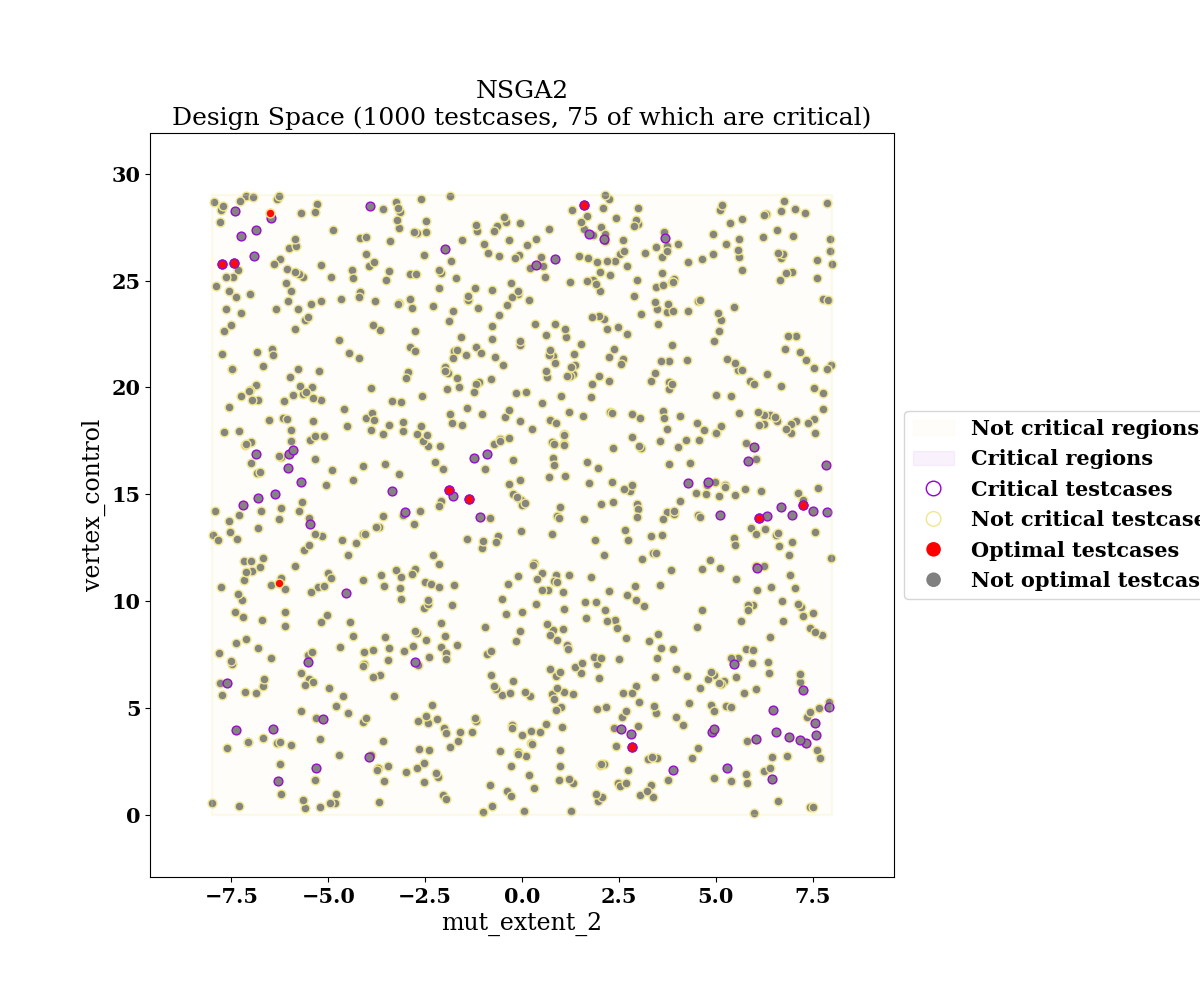 NSGA2
Design Space (1000 testcases, 75 of which are critical)
30
25
20
15
10
5
0
vertex_control
−7.5
−5.0
−2.5
0.0
2.5
5.0
7.5
mut_extent_2
Not critical regions
Critical regions
Critical testcases
Not critical testcase
Optimal testcases
Not optimal testcas